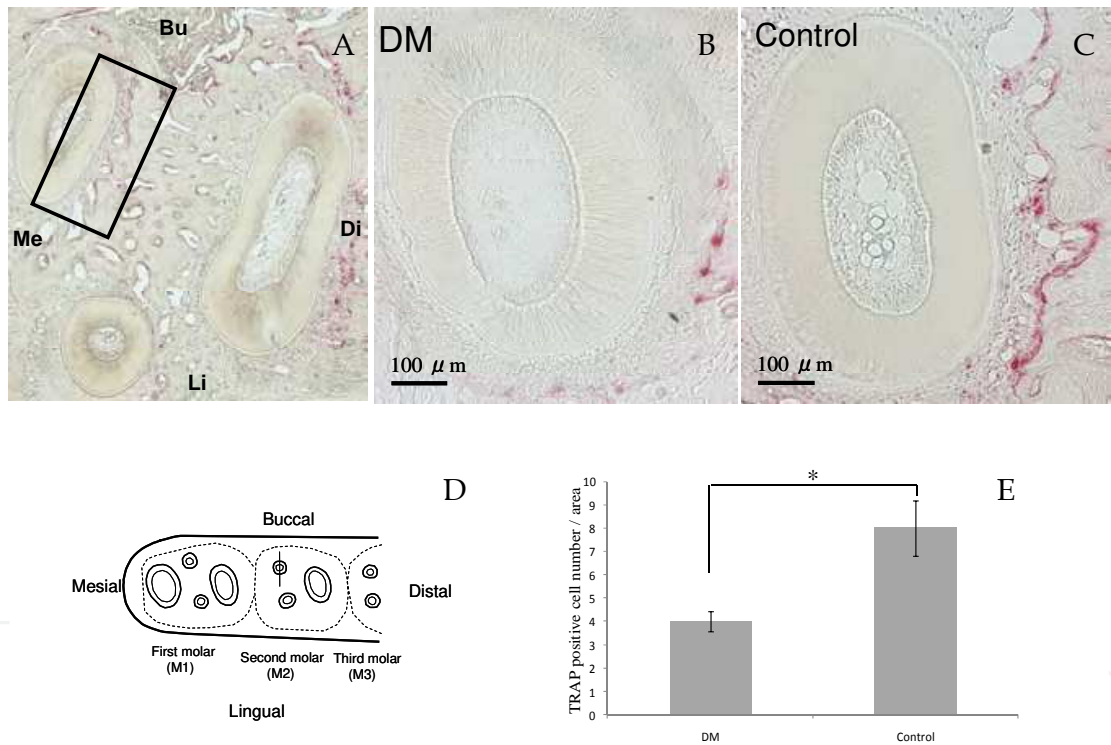 Bu
A
Me
Di
Li
DM
B
100 μ m
Control
C
100 μ m
D
Buccal
Mesial
Distal
First molar
(M1)
Second molar
(M2)
Third molar
(M3)
Lingual
E
*
TRAP positive cell number / area
10
9
8
7
6
5
4
3
2
1
0
DM
Control